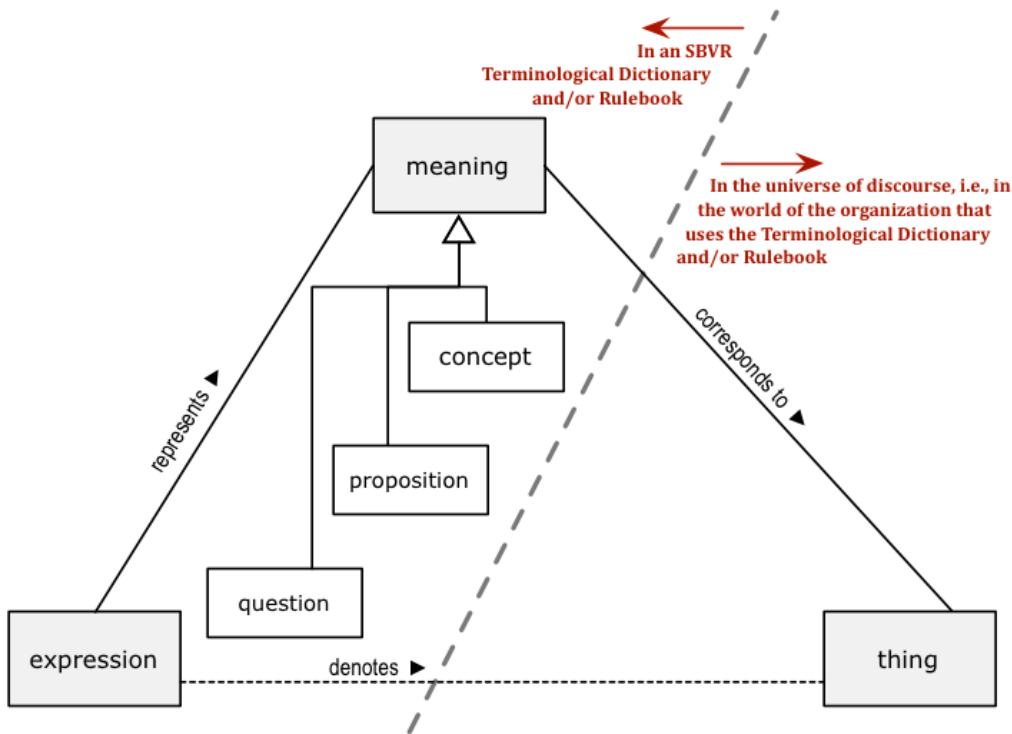 In an SBVR
Terminological Dictionary
and/or Rulebook
meaning
In the universe of discourse, i.e., in
the world of the organization that
uses the Terminological Dictionary
and/or Rulebook
concept
corresponds to ▶
represents ▶
proposition
question
expression
denotes ▶
thing